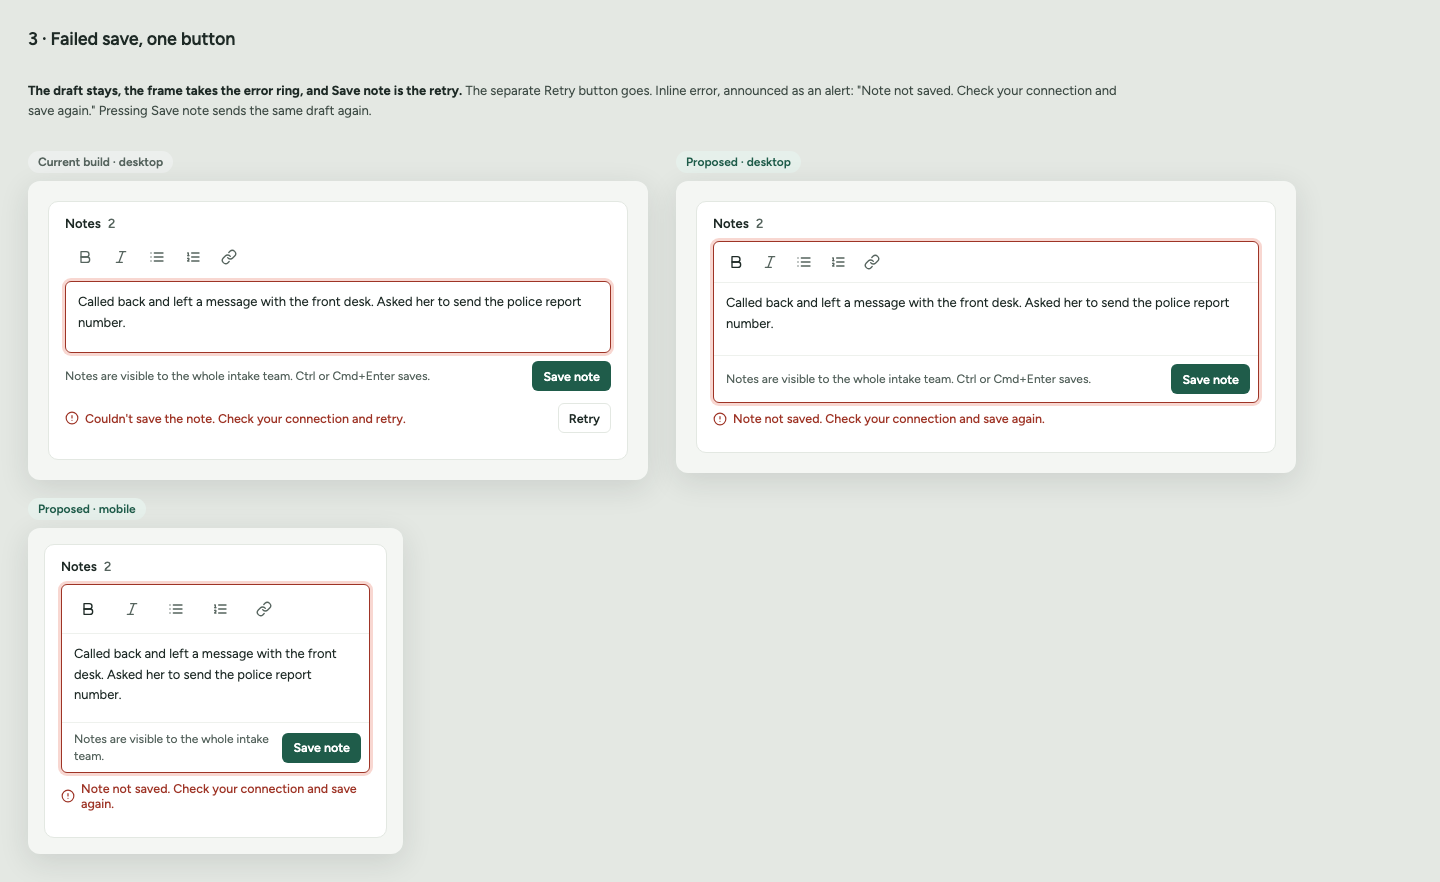 3 · Failed save, one button
The draft stays, the frame takes the error ring, and Save note is the retry. The separate Retry button goes. Inline error, announced as an alert: "Note not saved. Check your connection and
save again." Pressing Save note sends the same draft again.
Current build · desktop
Notes 2
B I
Called back and left a message with the front desk. Asked her to send the police report
number.
Notes are visible to the whole intake team. Ctrl or Cmd+Enter saves.
Save note
Couldn't save the note. Check your connection and retry.
Retry
Proposed · desktop
Notes 2
B I
Called back and left a message with the front desk. Asked her to send the police report
number.
Notes are visible to the whole intake team. Ctrl or Cmd+Enter saves.
Save note
Note not saved. Check your connection and save again.
Proposed · mobile
Notes 2
B I
Called back and left a message with the front
desk. Asked her to send the police report
number.
Notes are visible to the whole intake
team.
Save note
Note not saved. Check your connection and save
again.